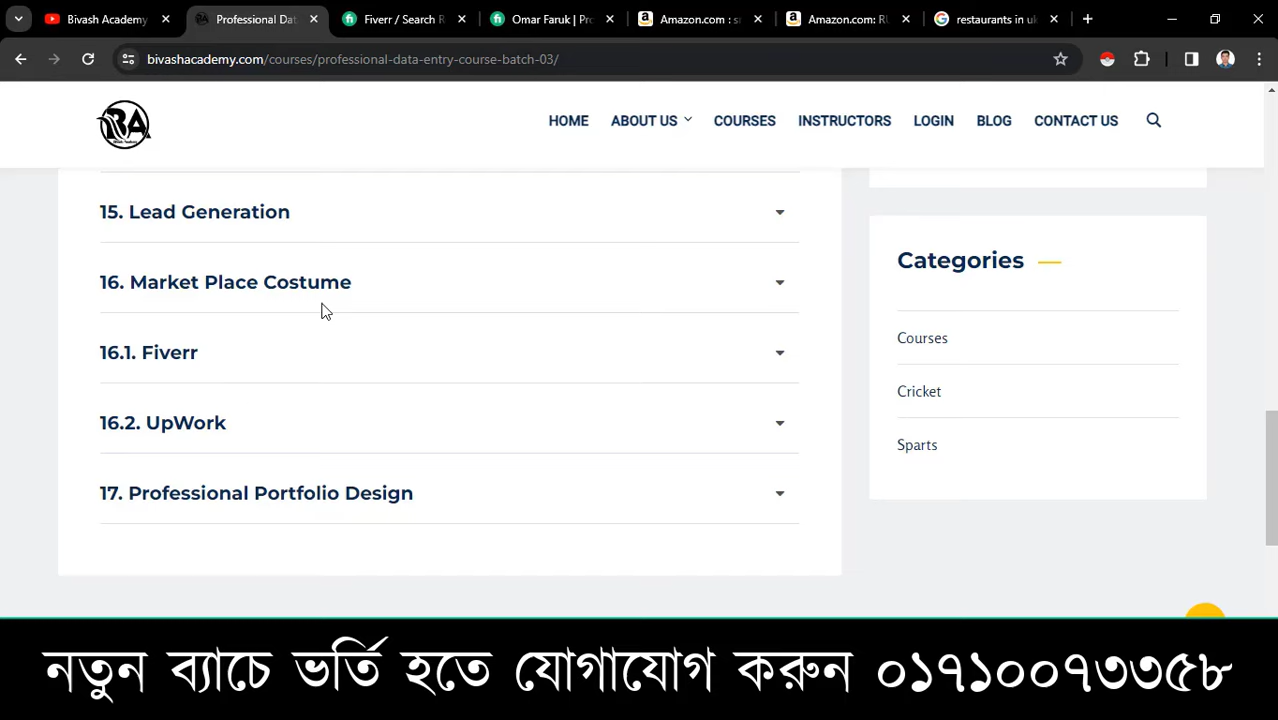 Bivash Academy
Professional Dat
Fiverr / Search R
Omar Faruk | Pro
Amazon.com : s
Amazon.com: RU
restaurants in uk
bivashacademy.com/courses/professional-data-entry-course-batch-03/
BA
HOME ABOUT US COURSES INSTRUCTORS LOGIN BLOG CONTACT US
15. Lead Generation
16. Market Place Costume
16.1. Fiverr
16.2. UpWork
17. Professional Portfolio Design
Categories
Courses
Cricket
Sparts
নতুন ব্যাচে ভর্তি হতে যোগাযোগ করুন ০১৭১০০৭৩৩৫৮